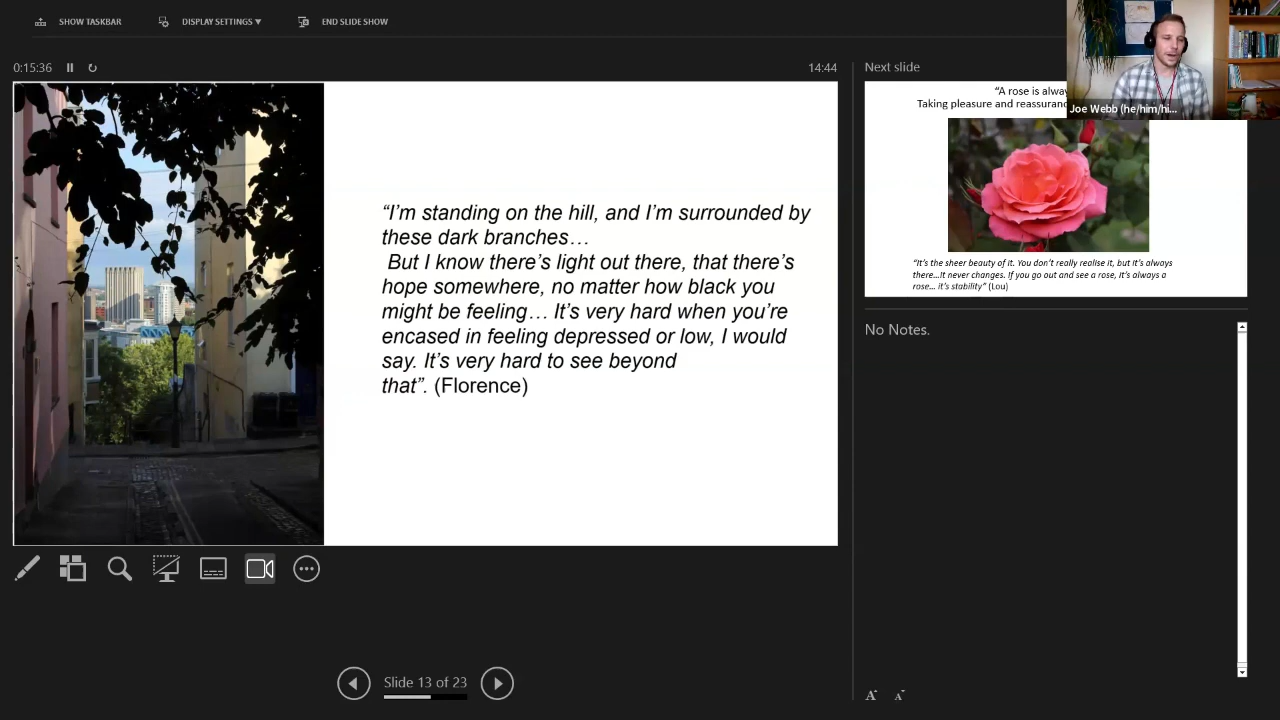 SHOW TASKBAR
DISPLAY SETTINGS ▼
END SLIDE SHOW
0:15:36
14:44
Next slide
“I’m standing on the hill, and I’m surrounded by
these dark branches…
But I know there’s light out there, that there’s
hope somewhere, no matter how black you
might be feeling… It’s very hard when you’re
encased in feeling depressed or low, I would
say. It’s very hard to see beyond
that”. (Florence)
Slide 13 of 23
“A rose is alway
Taking pleasure and reassuranc
Joe Webb (he/him/hi...
“It’s the sheer beauty of it. You don’t really realise it, but it’s always
there...It never changes. If you go out and see a rose, it’s always a
rose... it’s stability” (Lou)
No Notes.
A A